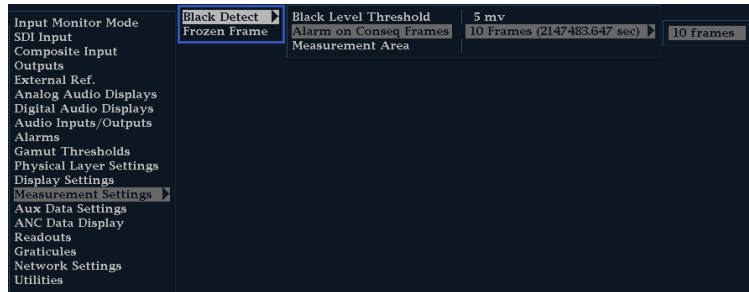 Input Monitor Mode
SDI Input
Composite Input
Outputs
External Ref.
Analog Audio Displays
Digital Audio Displays
Audio Inputs/Outputs
Alarms
Gamut Thresholds
Physical Layer Settings
Display Settings
Measurement Settings
Aux Data Settings
ANC Data Display
Readouts
Graticules
Network Settings
Utilities
Black Detect
Frozen Frame
Black Level Threshold
Alarm on Conseq Frames
Measurement Area
5 mv
10 Frames (2147483.647 sec)
10 frames